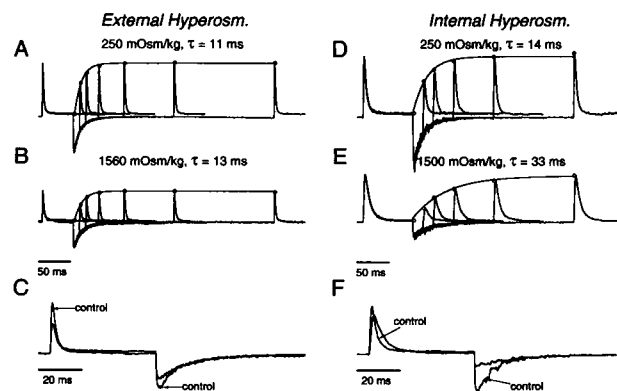 External Hyperosm.
A
250 mOsm/kg, τ = 11 ms
B
1560 mOsm/kg, τ = 13 ms
50 ms
C
control
control
20 ms
Internal Hyperosm.
D
250 mOsm/kg, τ = 14 ms
E
1500 mOsm/kg, τ = 33 ms
50 ms
F
control
control
20 ms